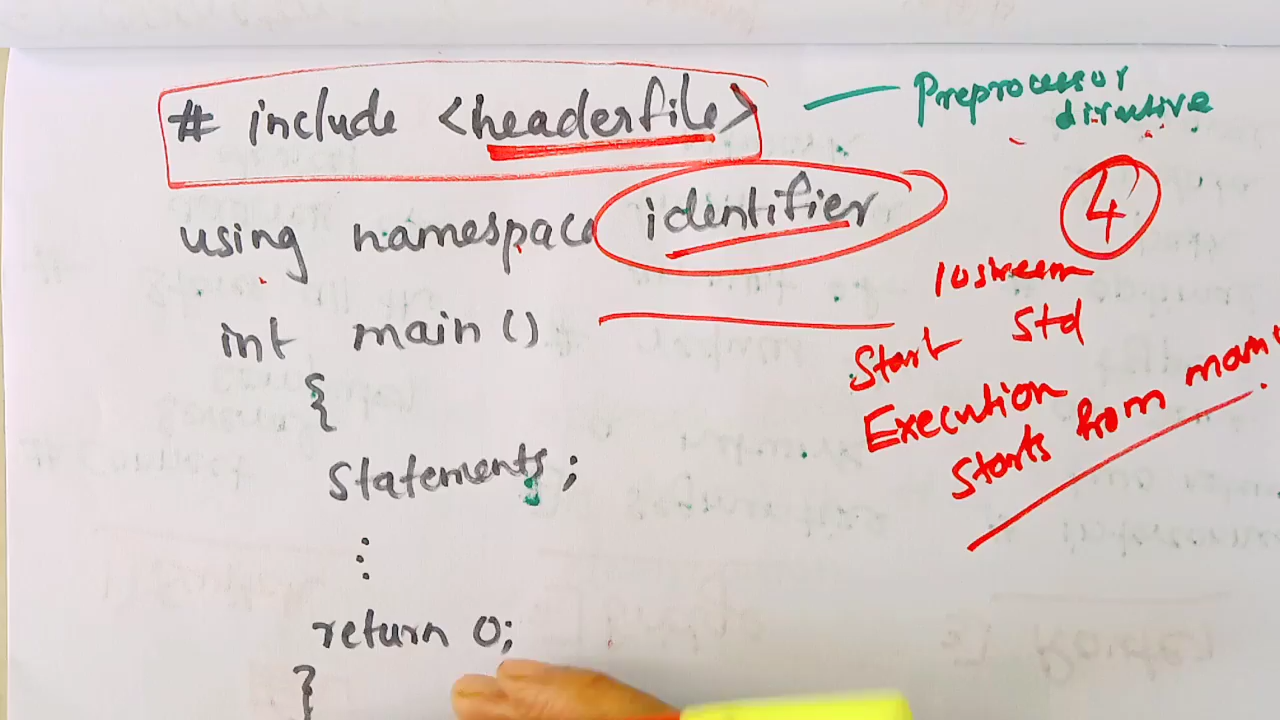 # include <headerfile>
Preprocessor
directive
using namespace identifier
4
iostream
int main ()
Start Std
{
Execution
starts from main
Statements;
:
return 0;
}